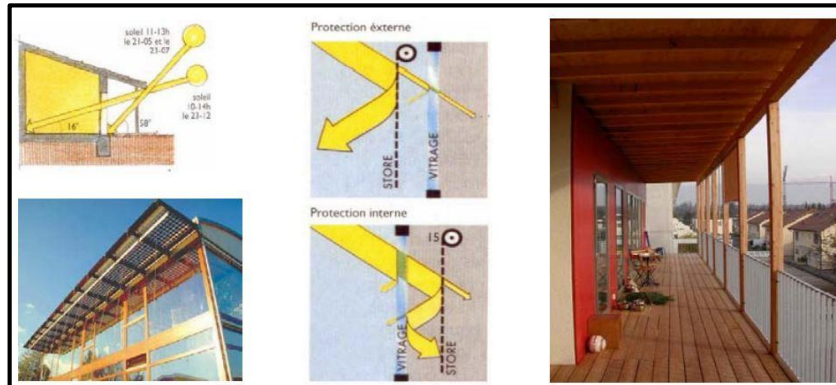 soleil 11-13h
le 21-05 et le
23-07
soleil
10-14h
le 23-12
16°
58°
Protection éxterne
STORE
VITRAGE
Protection interne
15
VITRAGE
STORE